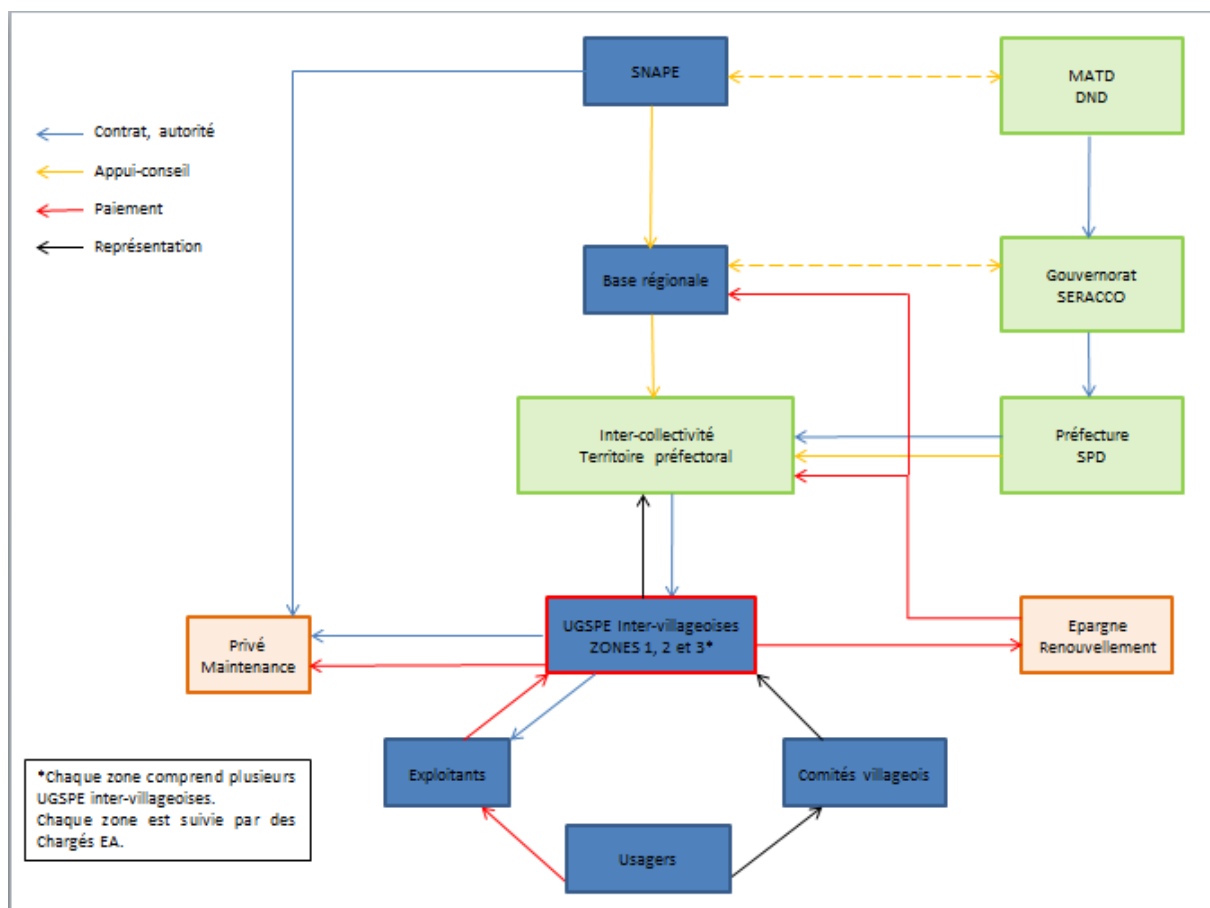 SNAPE
MATD
DND
Contrat, autorité
Appui-conseil
Paiement
Représentation
Base régionale
Gouvernorat
SERACCO
Inter-collectivité
Territoire préfectoral
Préfecture
SPD
UGSPE Inter-villageoises
ZONES 1, 2 et 3*
Privé
Maintenance
Epargne
Renouvellement
Exploitants
Comités villageois
*Chaque zone comprend plusieurs
UGSPE inter-villageoises.
Chaque zone est suivie par des
Chargés EA.
Usagers